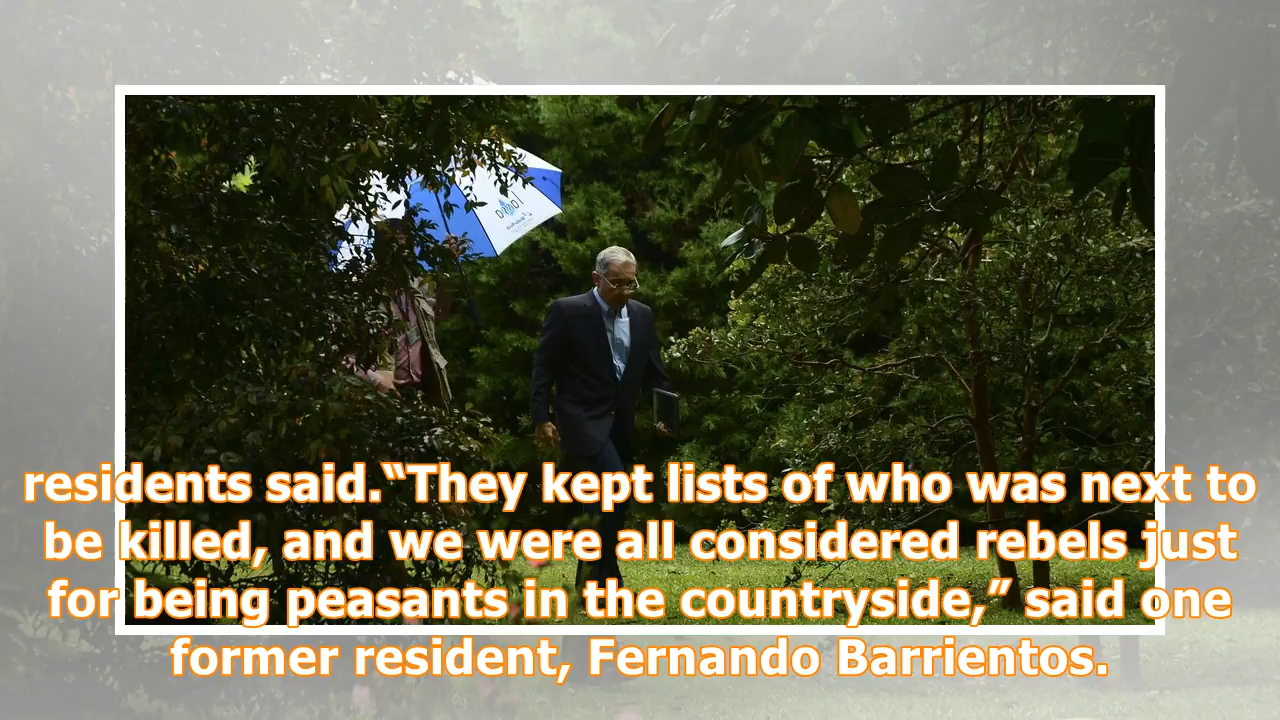 residents said.“They kept lists of who was next to
be killed, and we were all considered rebels just
for being peasants in the countryside,” said one
former resident, Fernando Barrientos.